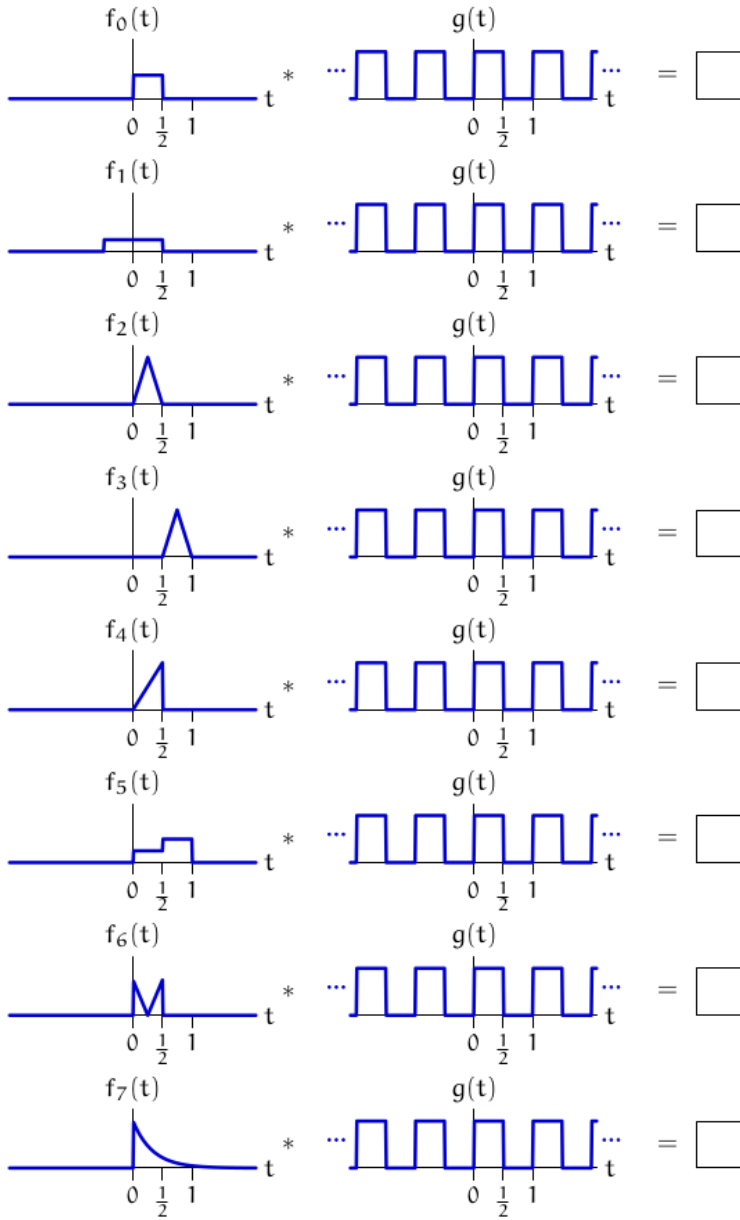 f₀(t) g(t)
t * ... ... t =
0 1/2 1 0 1/2 1
f₁(t) g(t)
t * ... ... t =
0 1/2 1 0 1/2 1
f₂(t) g(t)
t * ... ... t =
0 1/2 1 0 1/2 1
f₃(t) g(t)
t * ... ... t =
0 1/2 1 0 1/2 1
f₄(t) g(t)
t * ... ... t =
0 1/2 1 0 1/2 1
f₅(t) g(t)
t * ... ... t =
0 1/2 1 0 1/2 1
f₆(t) g(t)
t * ... ... t =
0 1/2 1 0 1/2 1
f₇(t) g(t)
t * ... ... t =
0 1/2 1 0 1/2 1